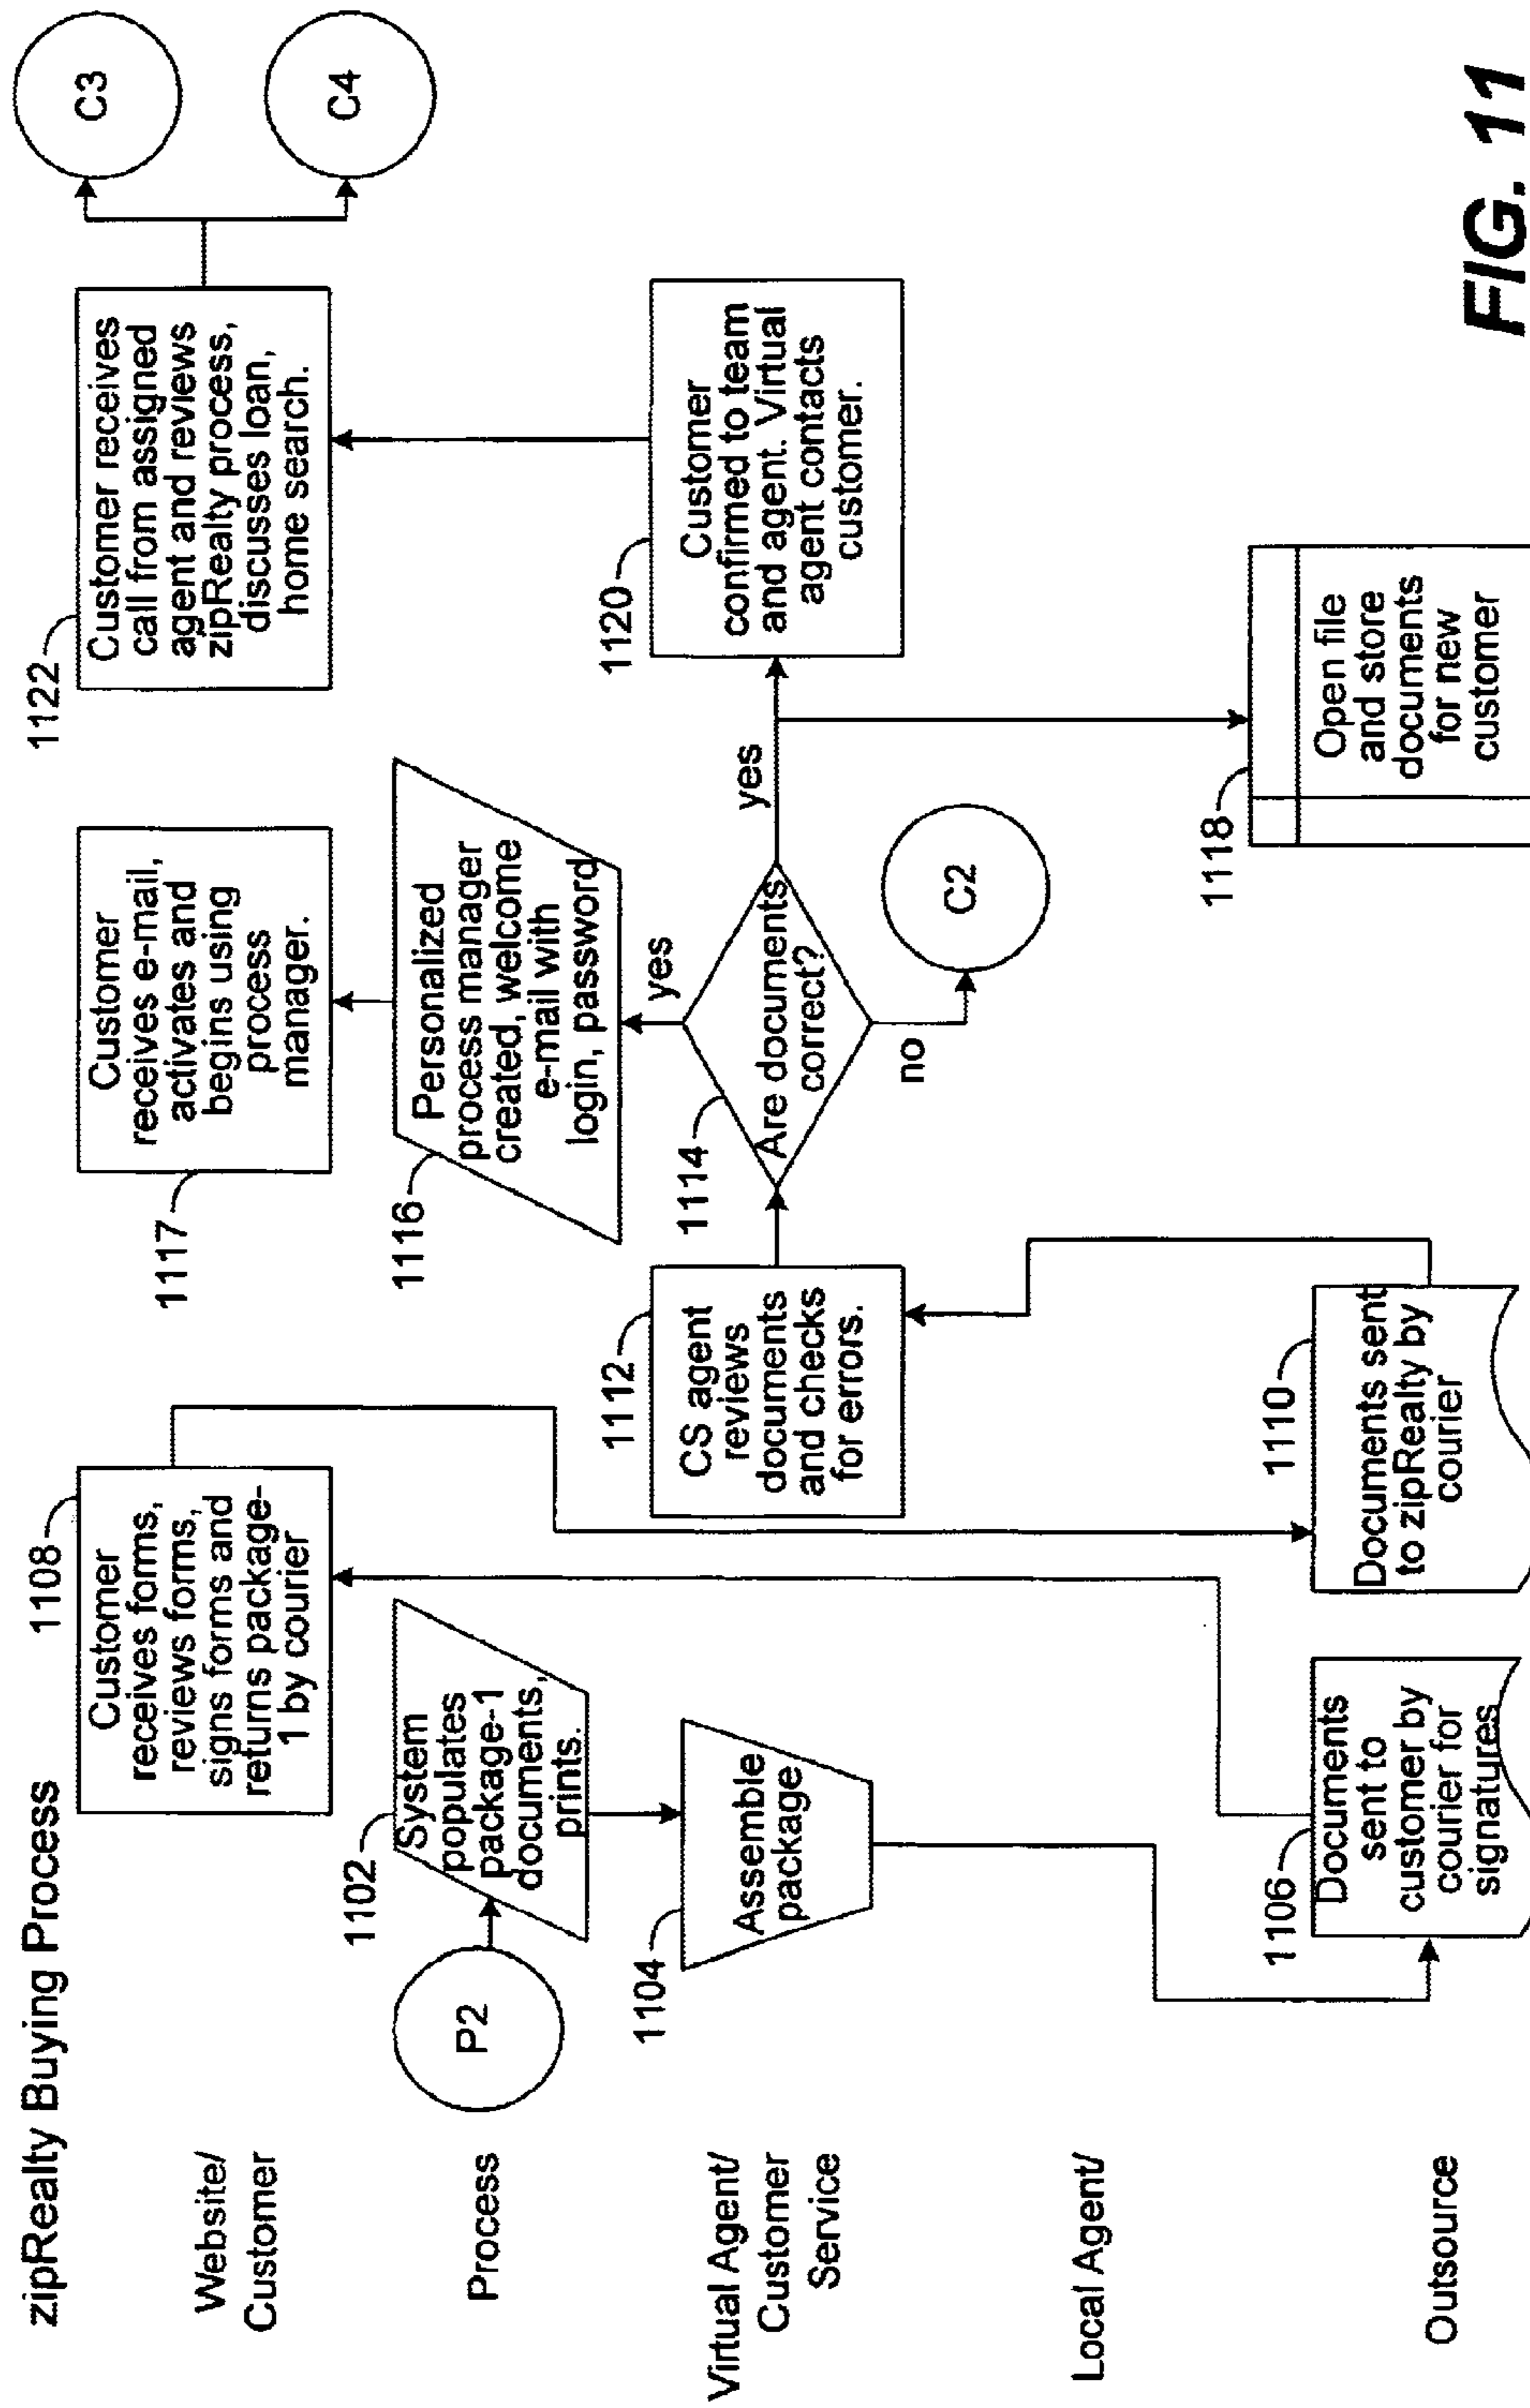 zipRealty Buying Process
Website/
Customer
Process
Virtual Agent/
Customer
Service
Local Agent/
Outsource
P2
1102
System
populates
package-1
documents,
prints.
1104
Assemble
package
1106
Documents
sent to
customer by
courier for
signatures
1108
Customer
receives forms,
reviews forms,
signs forms and
returns package-
1 by courier
1110
Documents sent
to zipRealty by
courier
1112
CS agent
reviews
documents
and checks
for errors.
1114
Are documents
correct?
yes
yes
no
C2
1116
Personalized
process manager
created, welcome
e-mail with
login, password
1117
Customer
receives e-mail,
activates and
begins using
process
manager.
1118
Open file
and store
documents
for new
customer
1120
Customer
confirmed to team
and agent. Virtual
agent contacts
customer.
1122
Customer receives
call from assigned
agent and reviews
zipRealty process,
discusses loan,
home search.
C3
C4
FIG. 11